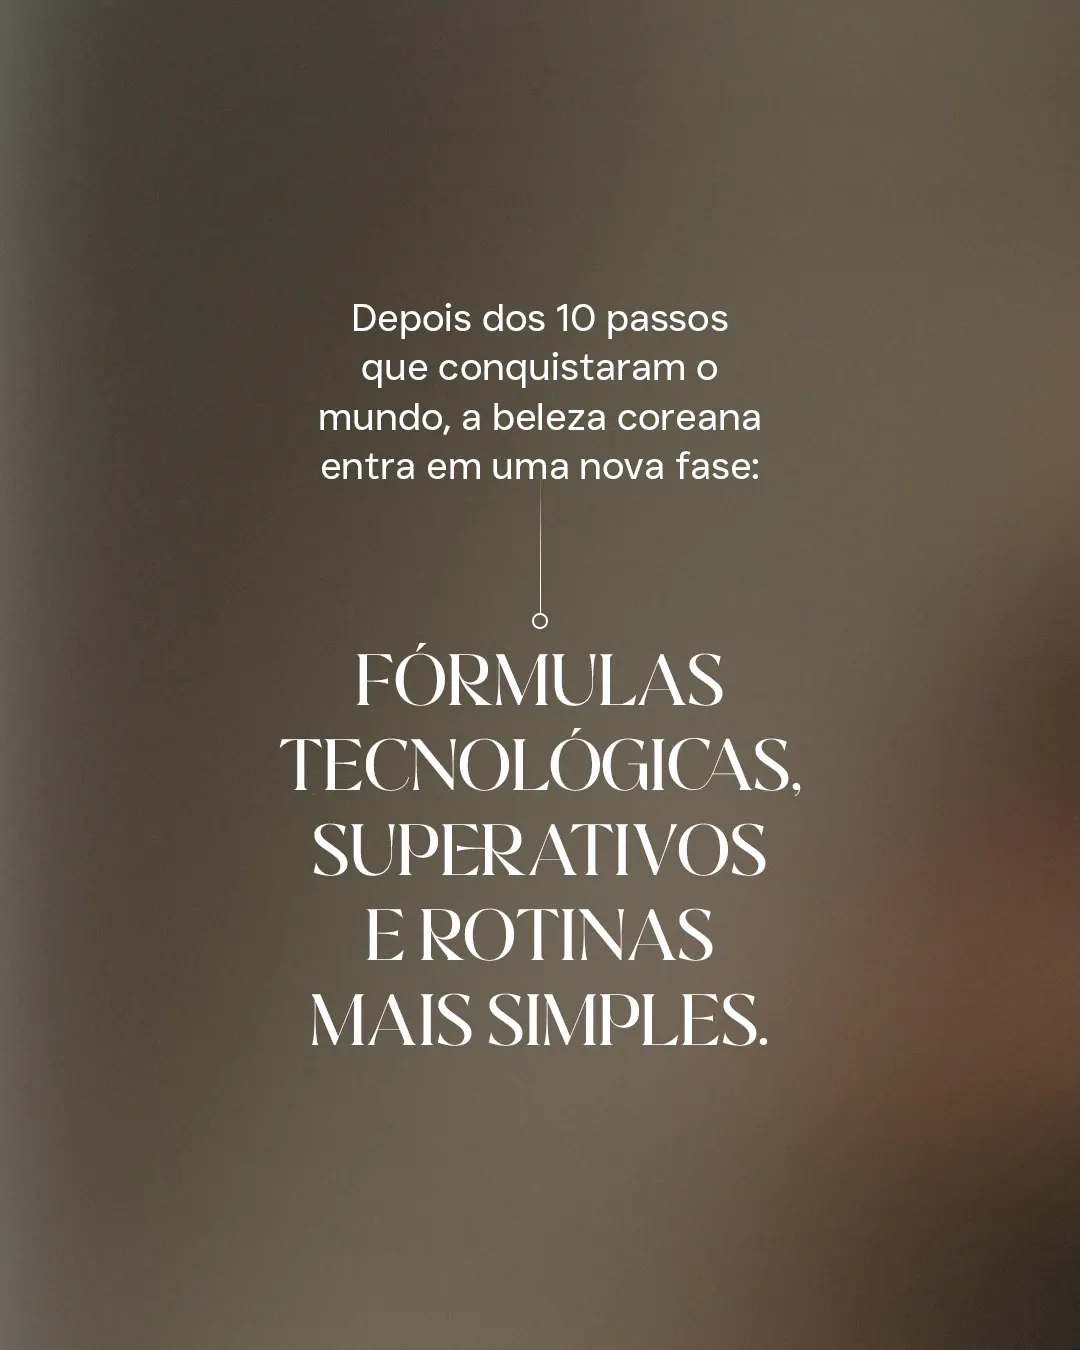 Depois dos 10 passos
que conquistaram o
mundo, a beleza coreana
entra em uma nova fase:
FÓRMULAS
TECNOLÓGICAS,
SUPERATIVOS
E ROTINAS
MAIS SIMPLES.